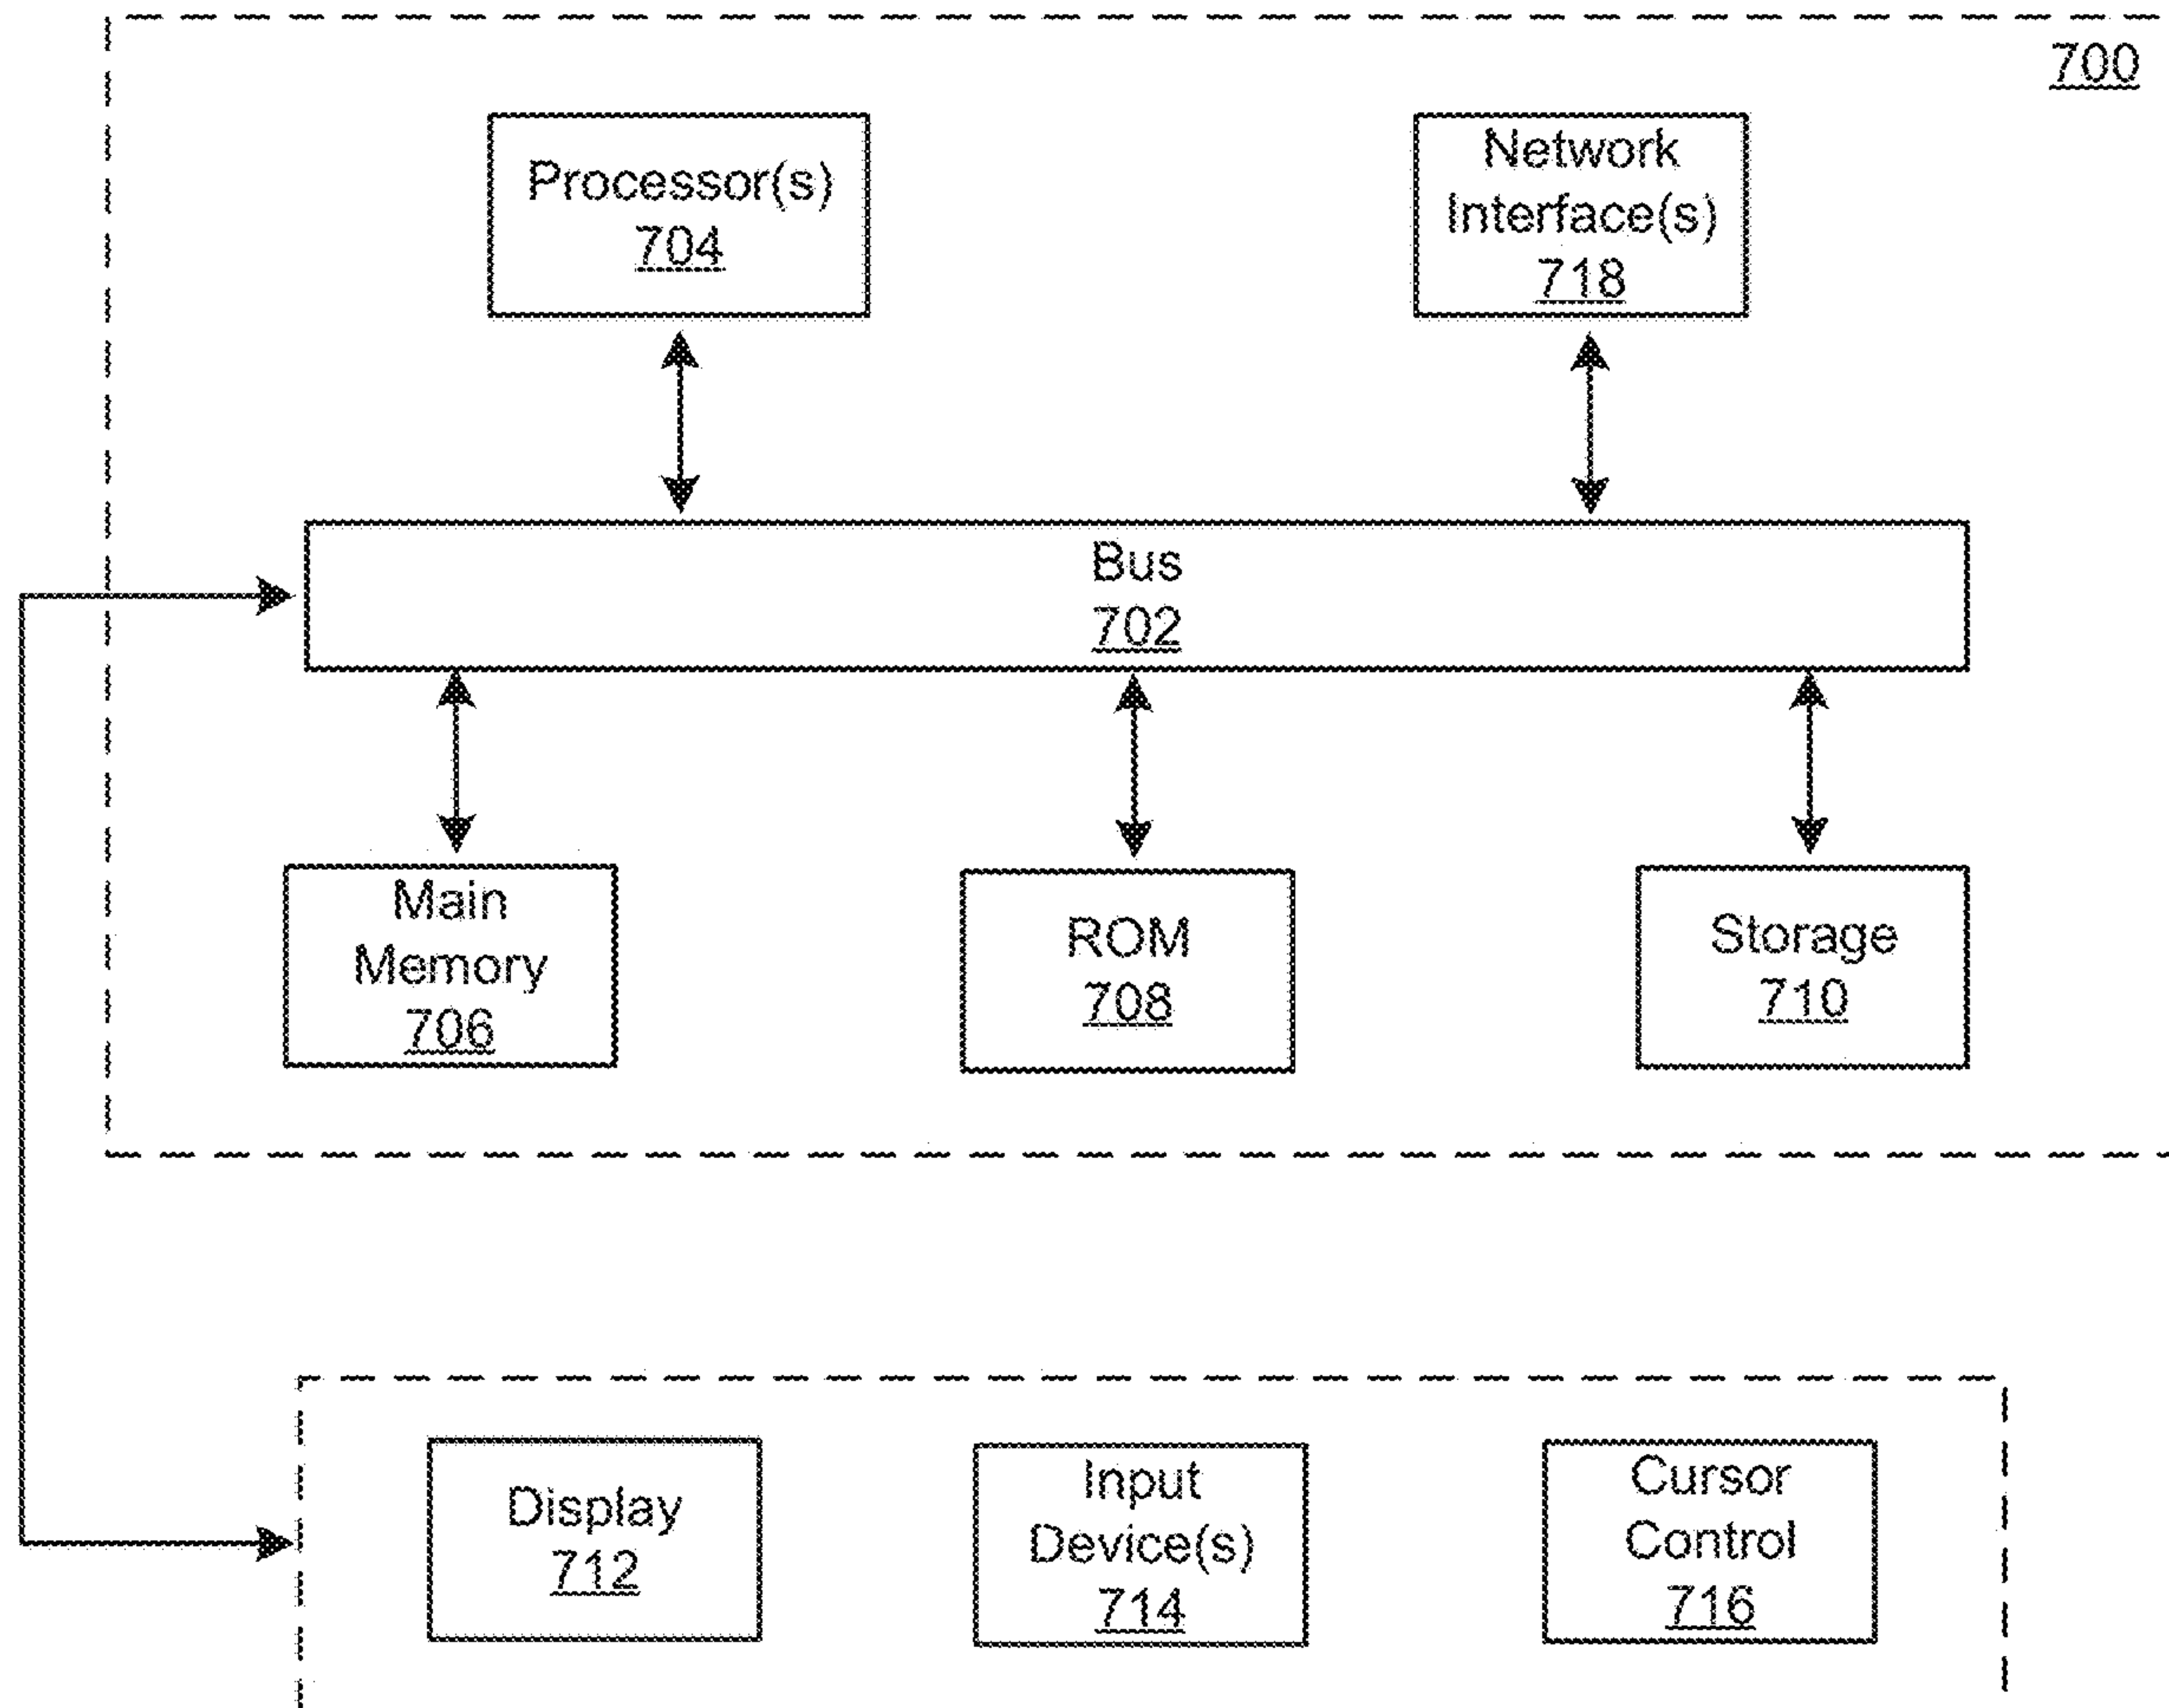 700
Processor(s)
704
Network
Interface(s)
718
Bus
702
Main
Memory
706
ROM
708
Storage
710
Display
712
Input
Device(s)
714
Cursor
Control
716